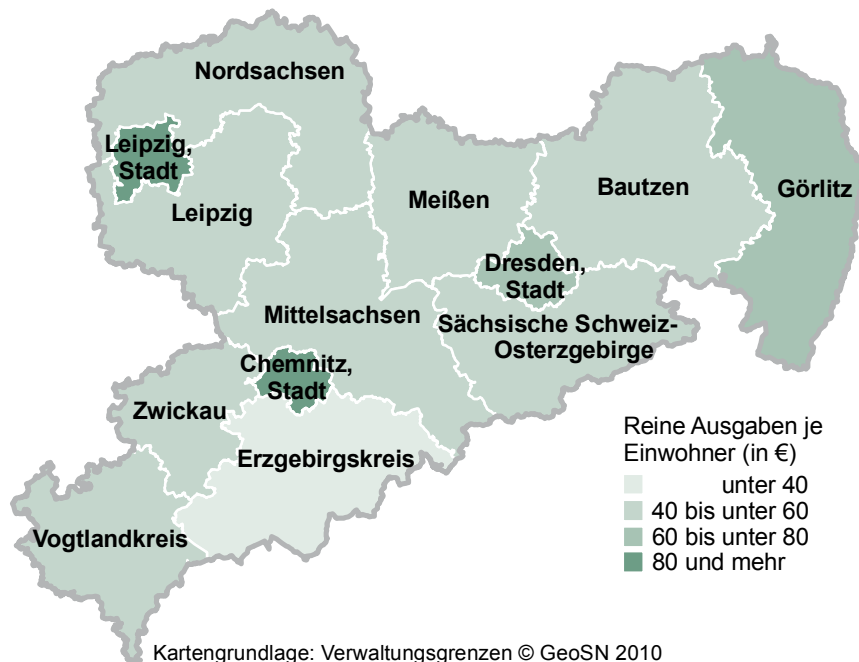 Nordsachsen
Leipzig,
Stadt
Leipzig
Meißen
Bautzen
Görlitz
Dresden,
Stadt
Mittelsachsen
Sächsische Schweiz-
Osterzgebirge
Chemnitz,
Stadt
Zwickau
Erzgebirgskreis
Vogtlandkreis
Reine Ausgaben je
Einwohner (in €)
unter 40
40 bis unter 60
60 bis unter 80
80 und mehr
Kartengrundlage: Verwaltungsgrenzen © GeoSN 2010